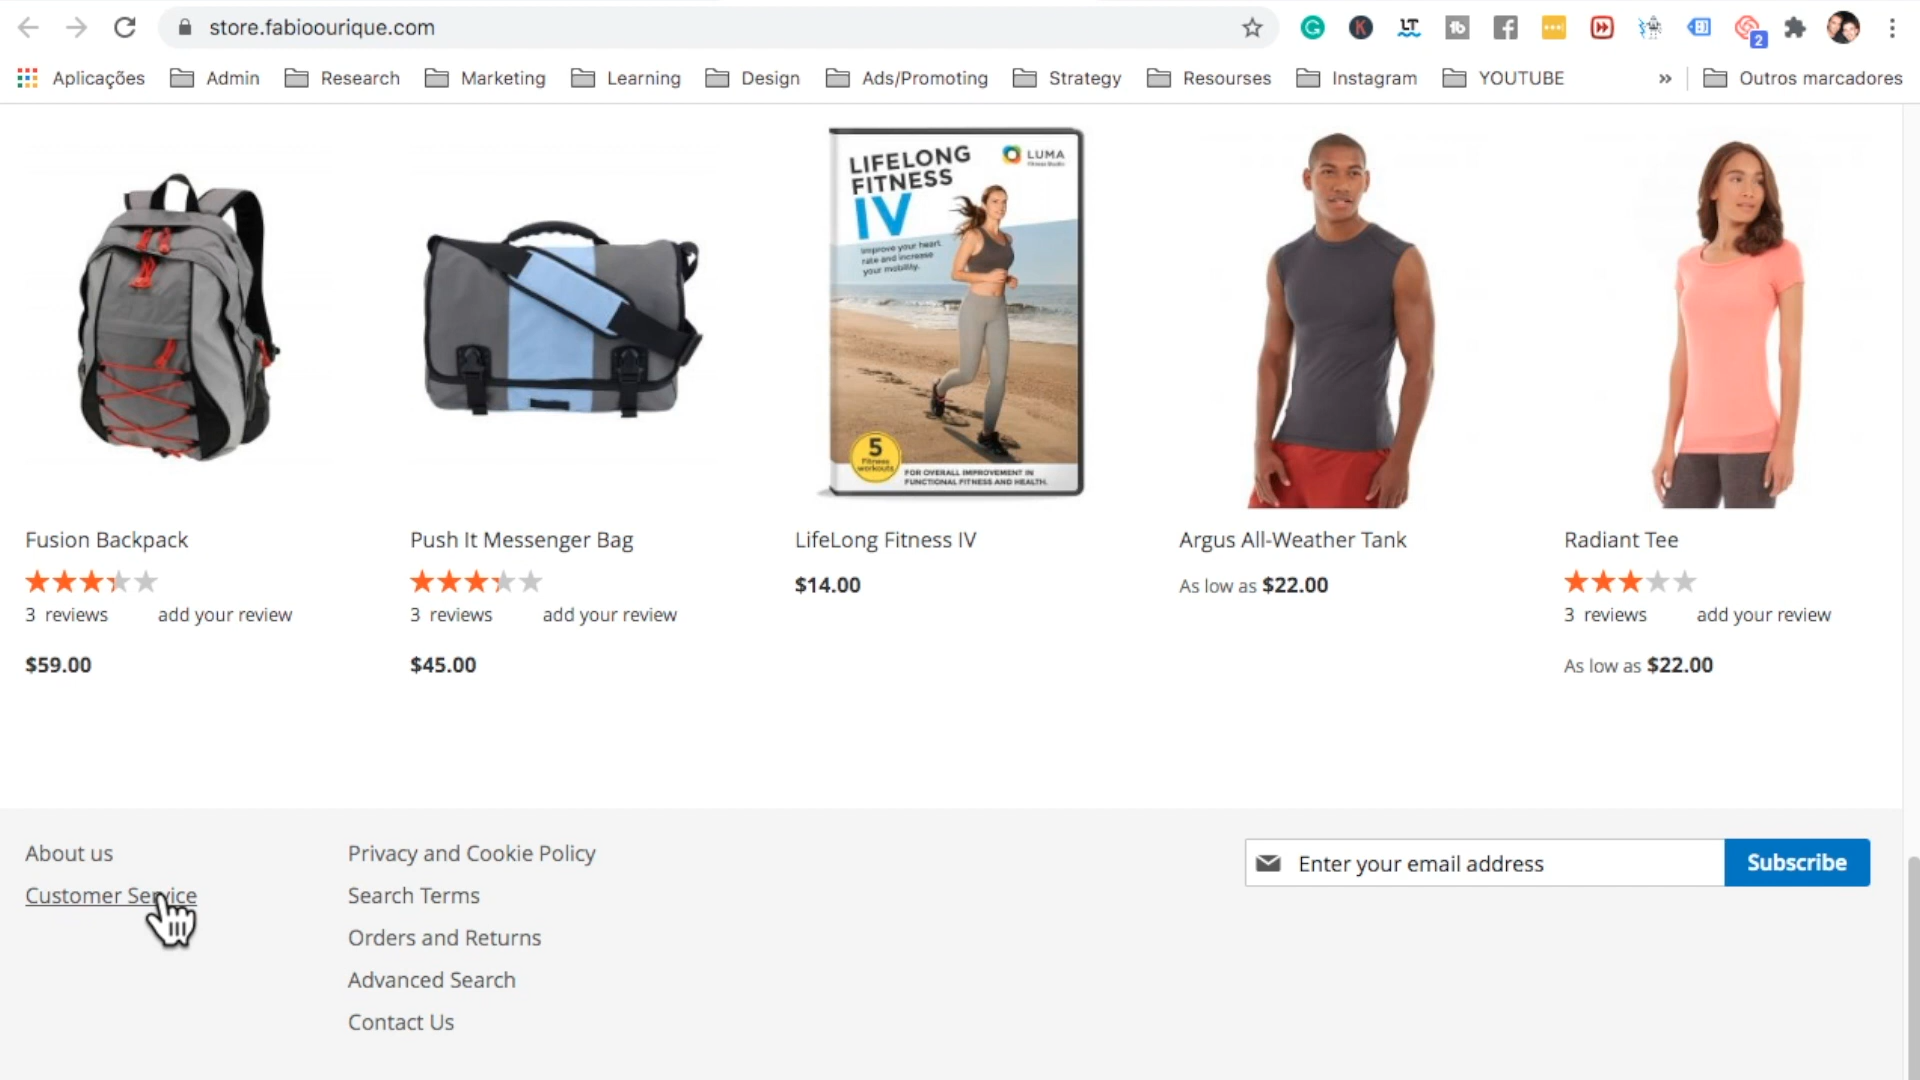 store.fabioourique.com
2
Aplicações Admin Research Marketing Learning Design Ads/Promoting Strategy Resourses Instagram YOUTUBE » Outros marcadores
LIFELONG
FITNESS
IV
LUMA
Improve your heart
rate and increase
your mobility.
5
Fitness
workouts
FOR OVERALL IMPROVEMENT IN
FUNCTIONAL FITNESS AND HEALTH.
Fusion Backpack
3 reviews add your review
$59.00
Push It Messenger Bag
3 reviews add your review
$45.00
LifeLong Fitness IV
$14.00
Argus All-Weather Tank
As low as $22.00
Radiant Tee
3 reviews add your review
As low as $22.00
About us
Customer Service
Privacy and Cookie Policy
Search Terms
Orders and Returns
Advanced Search
Contact Us
Enter your email address
Subscribe